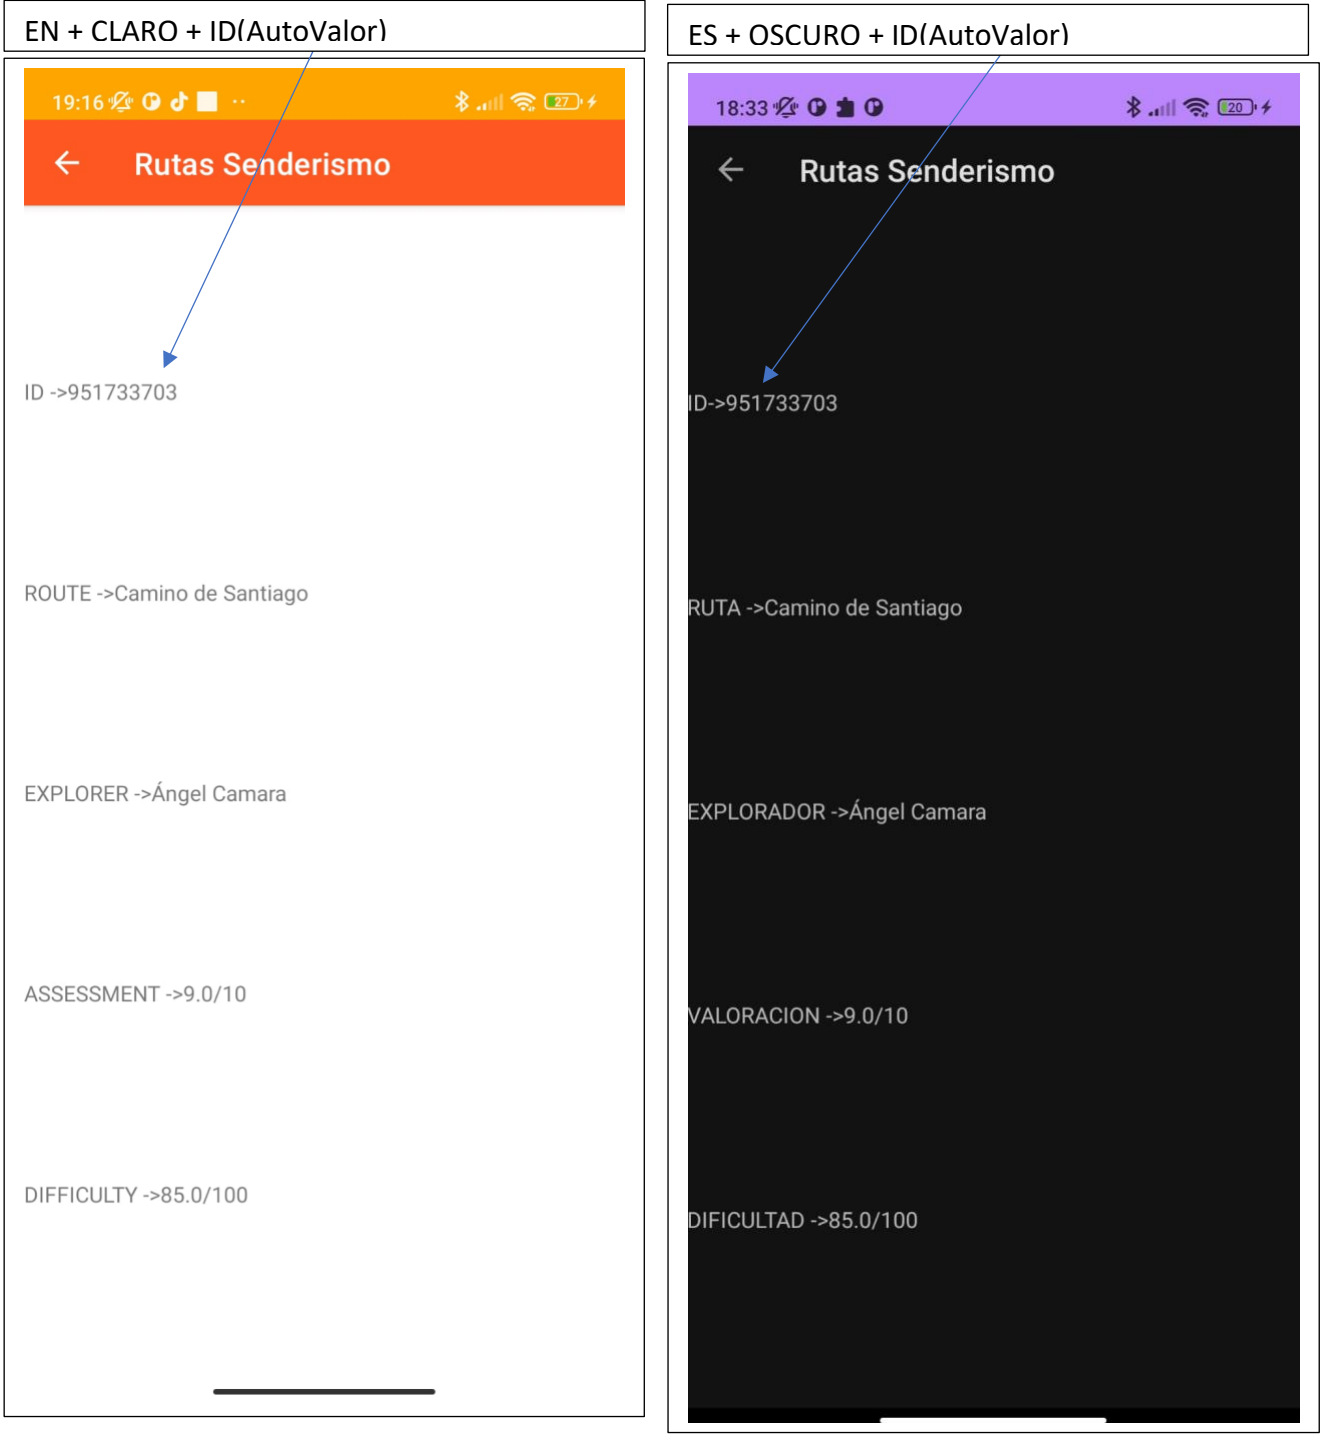 EN + CLARO + ID(AutoValor)
19:16
27
Rutas Senderismo
ID ->951733703
ROUTE ->Camino de Santiago
EXPLORER ->Ángel Camara
ASSESSMENT ->9.0/10
DIFFICULTY ->85.0/100
ES + OSCURO + ID(AutoValor)
18:33
20
Rutas Senderismo
ID->951733703
RUTA ->Camino de Santiago
EXPLORADOR ->Ángel Camara
VALORACION ->9.0/10
DIFICULTAD ->85.0/100